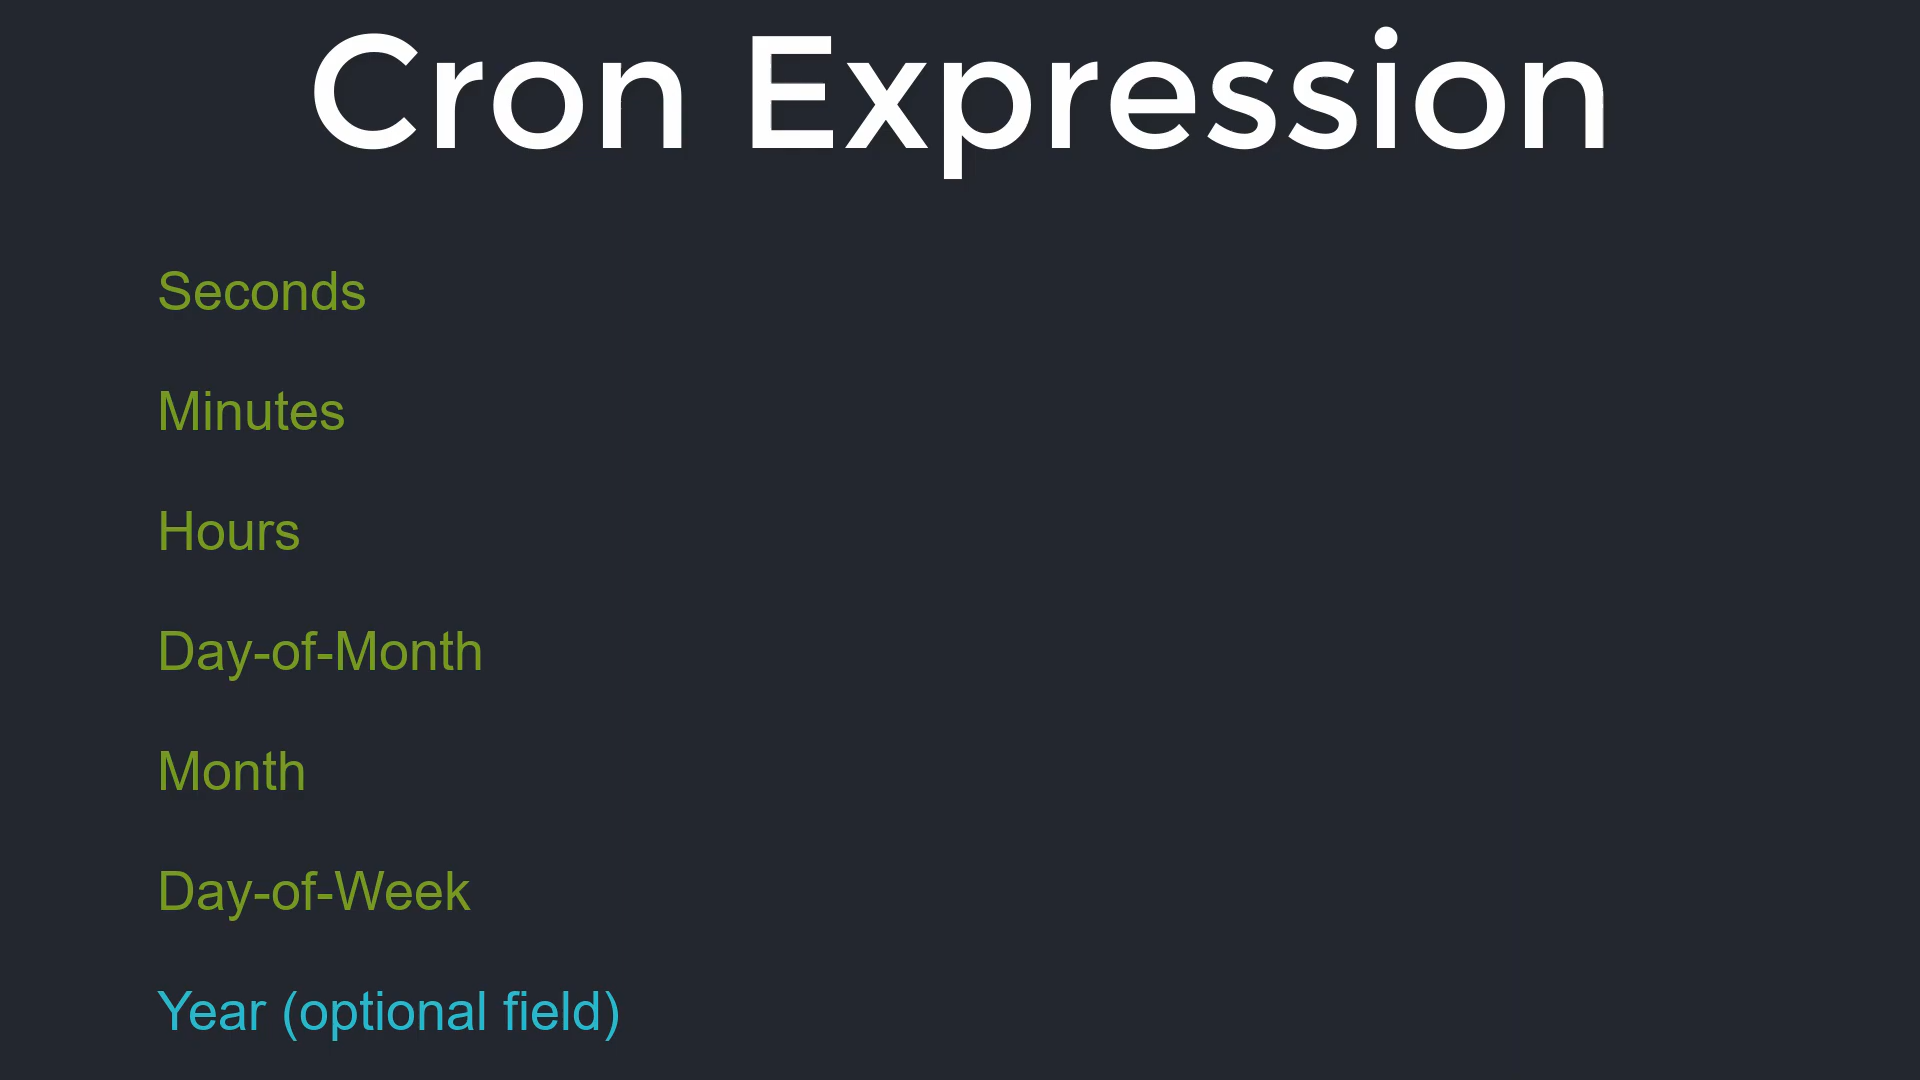 Cron Expression
Seconds
Minutes
Hours
Day-of-Month
Month
Day-of-Week
Year (optional field)